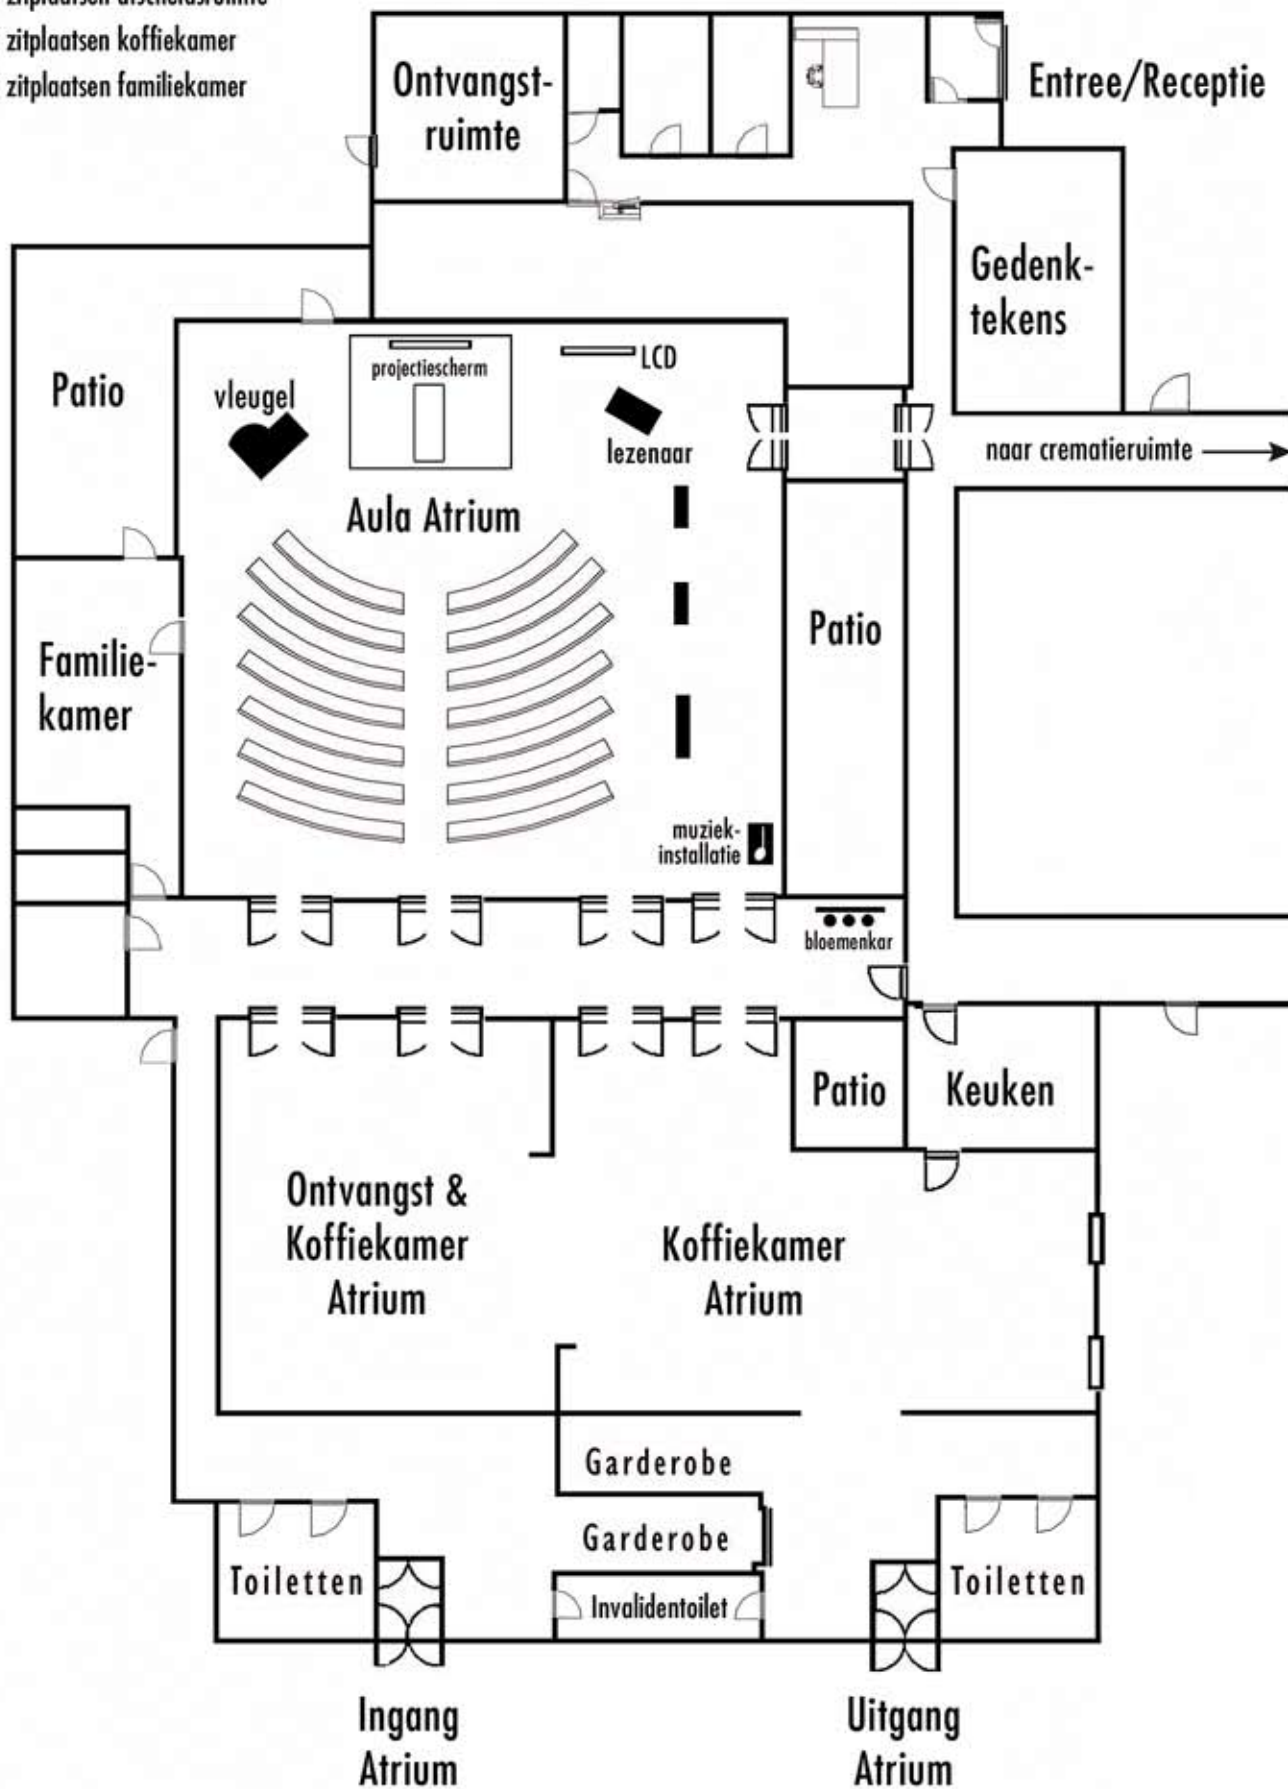 zitplaatsen koffiekamer
zitplaatsen familiekamer
Ontvangst-
ruimte
Entree/Receptie
Gedenk-
tekens
Patio
vleugel
projectiescherm
LCD
lezenaar
naar crematieruimte
Aula Atrium
Patio
Familie-
kamer
muziek-
installatie
bloemenkar
Patio
Keuken
Ontvangst &
Koffiekamer
Atrium
Koffiekamer
Atrium
Garderobe
Garderobe
Toiletten
Invalidentoilet
Toiletten
Ingang
Atrium
Uitgang
Atrium